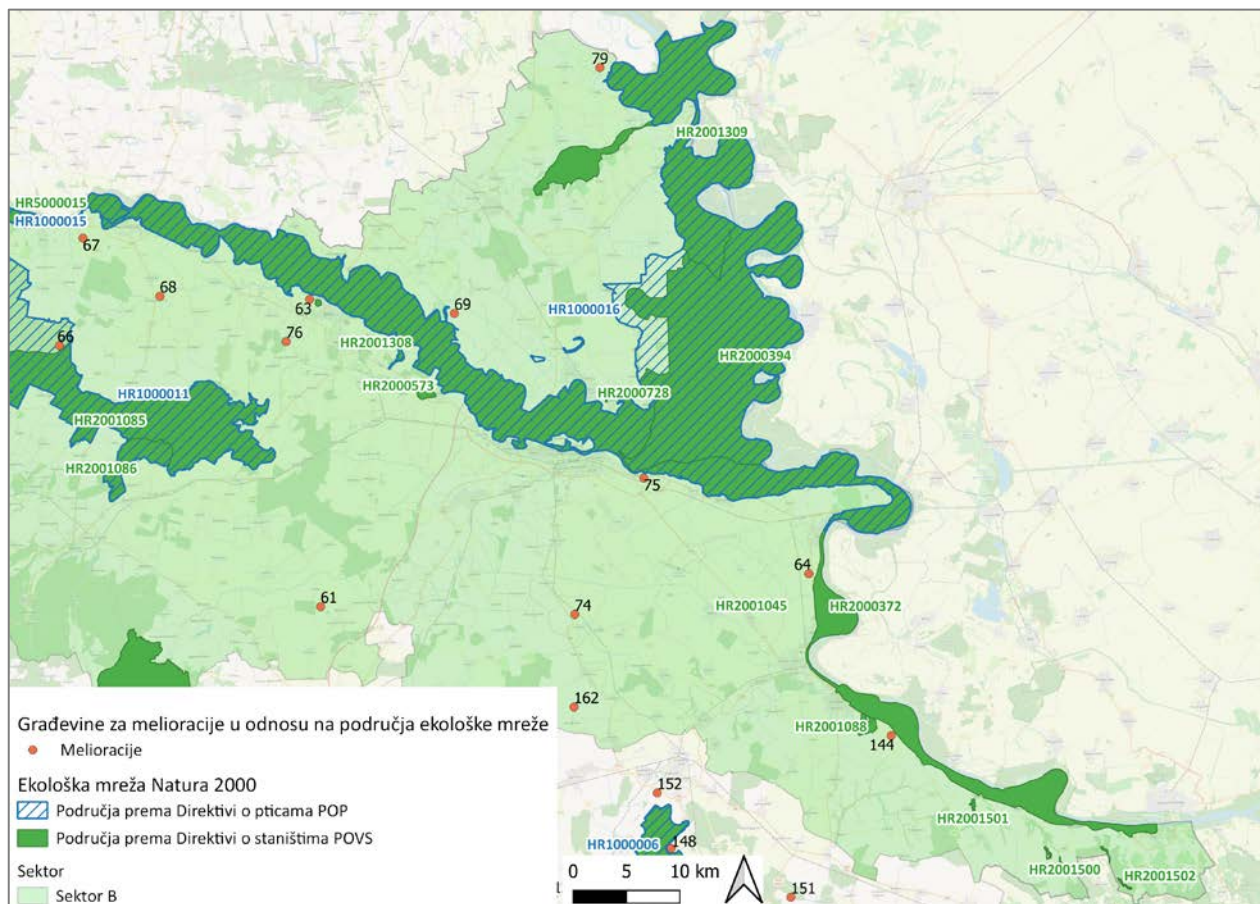 79
HR2001309
HR5000015
HR1000015
67
68
63
69
HR1000016
76
66
HR2001308
HR2000394
HR2000573
HR2000728
HR1000011
HR2001085
HR2001086
75
64
61
74
HR2001045
HR2000372
162
HR2001088
144
152
HR1000006
148
HR2001501
HR2001500
HR2001502
151
Građevine za melioracije u odnosu na područja ekološke mreže
Melioracije
Ekološka mreža Natura 2000
Područja prema Direktivi o pticama POP
Područja prema Direktivi o staništima POVS
Sektor
Sektor B
0 5 10 km